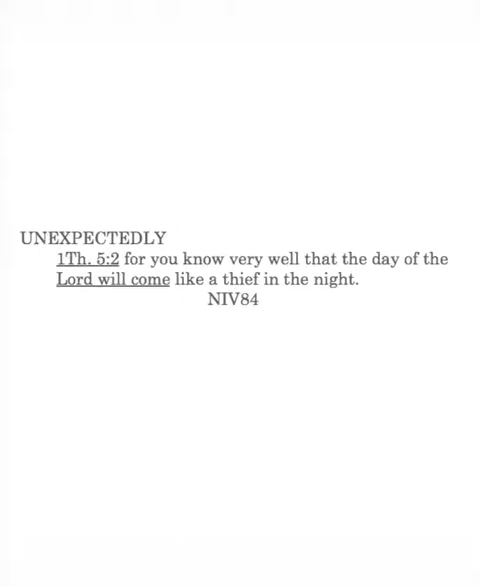 UNEXPECTEDLY
1Th. 5:2 for you know very well that the day of the
Lord will come like a thief in the night.
NIV84